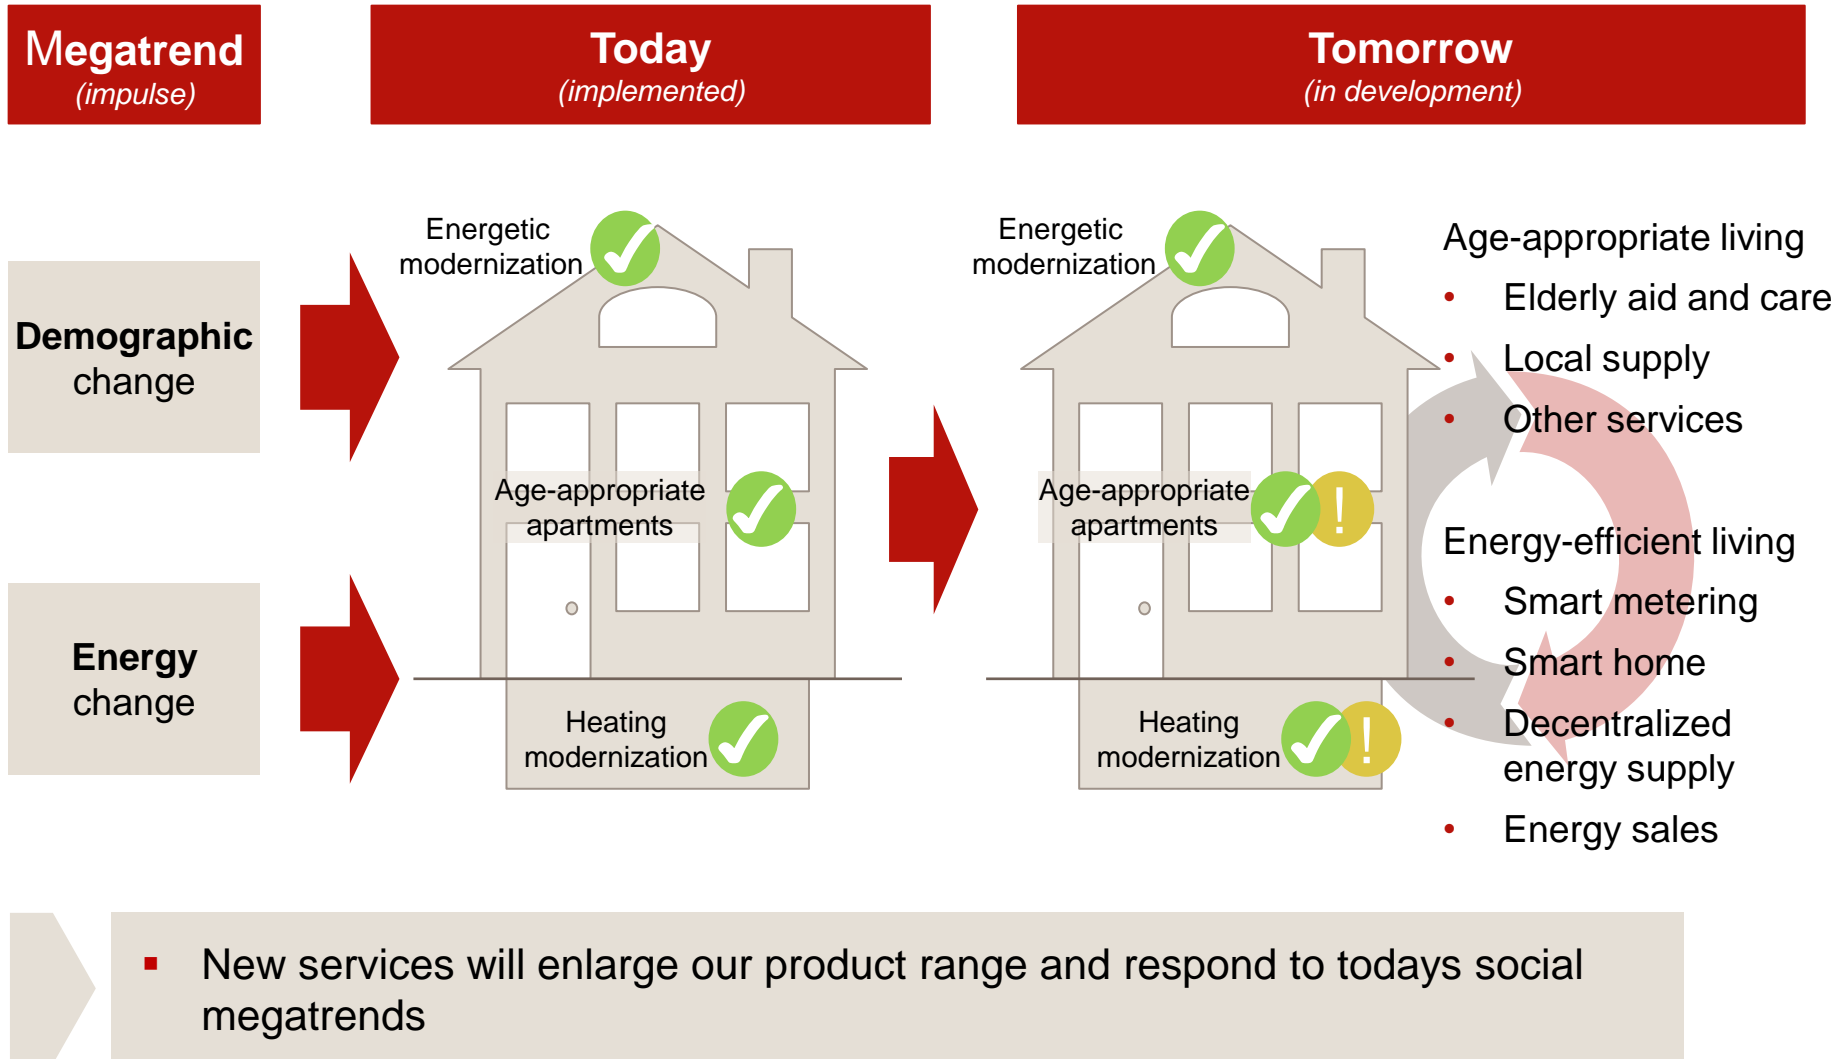 Megatrend
(impulse)
Today
(implemented)
Tomorrow
(in development)
Demographic
change
Energy
change
Energetic
modernization
Age-appropriate
apartments
Heating
modernization
Energetic
modernization
Age-appropriate
apartments
!
Heating
modernization
!
Age-appropriate living
• Elderly aid and care
• Local supply
• Other services
Energy-efficient living
• Smart metering
• Smart home
• Decentralized
energy supply
• Energy sales
▪ New services will enlarge our product range and respond to todays social
megatrends